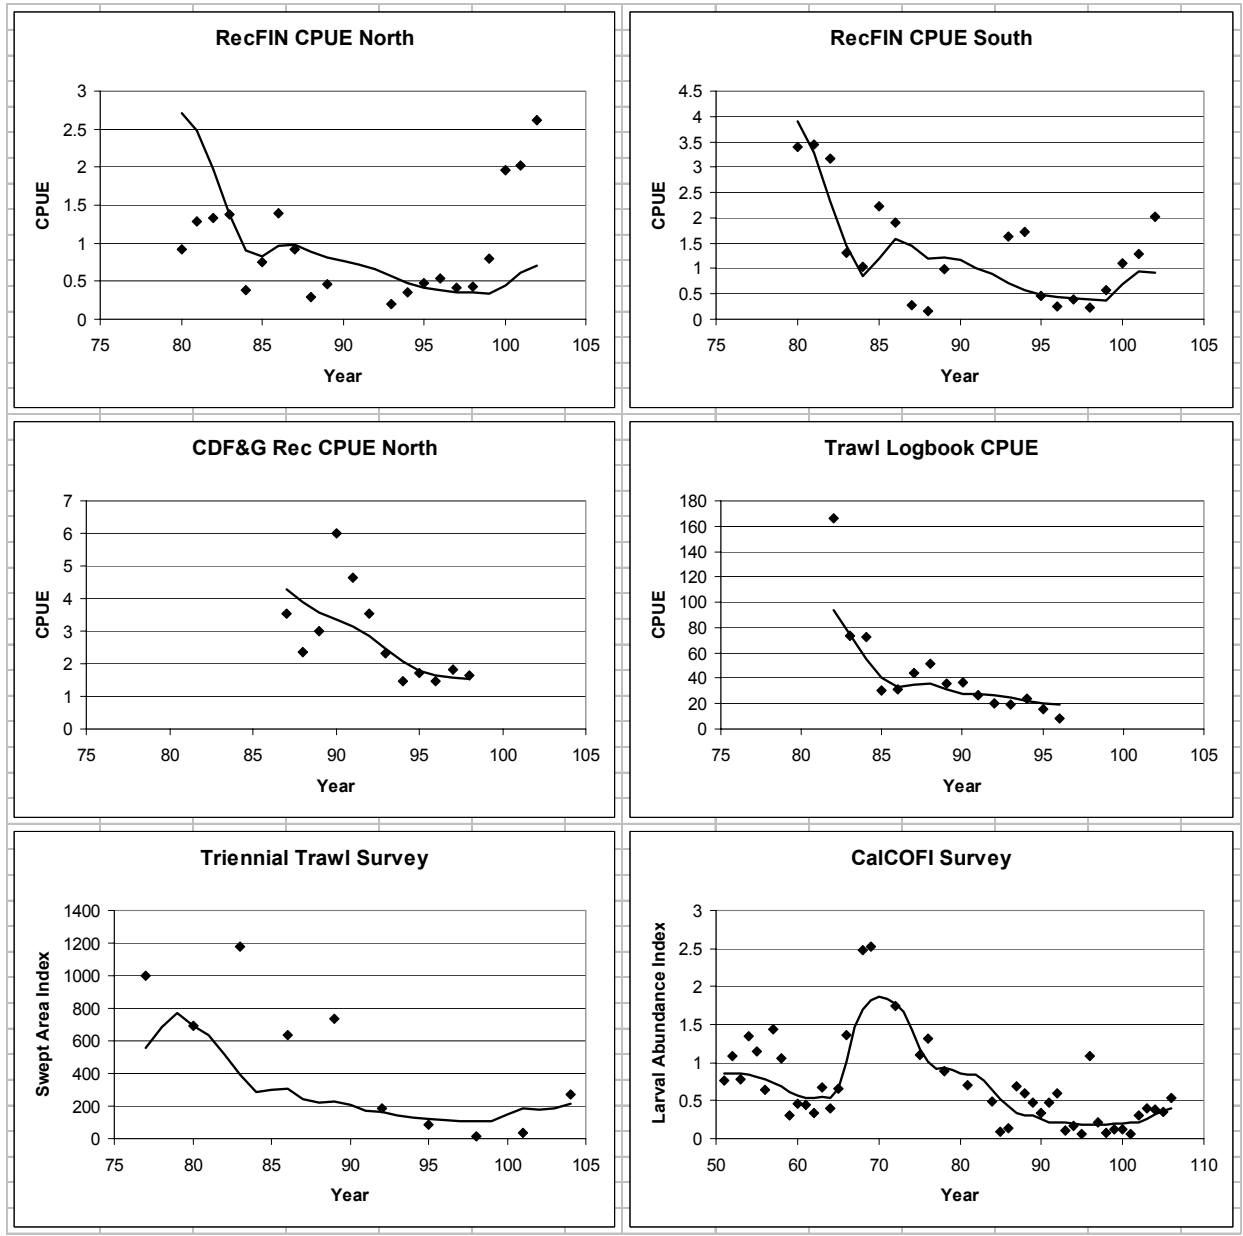 RecFIN CPUE North
3
2.5
2
1.5
1
0.5
0
CPUE
75 80 85 90 95 100 105
Year
RecFIN CPUE South
4.5
4
3.5
3
2.5
2
1.5
1
0.5
0
CPUE
75 80 85 90 95 100 105
Year
CDF&G Rec CPUE North
7
6
5
4
3
2
1
0
CPUE
75 80 85 90 95 100 105
Year
Trawl Logbook CPUE
180
160
140
120
100
80
60
40
20
0
CPUE
75 80 85 90 95 100 105
Year
Triennial Trawl Survey
1400
1200
1000
800
600
400
200
0
Swept Area Index
75 80 85 90 95 100 105
Year
CalCOFI Survey
3
2.5
2
1.5
1
0.5
0
Larval Abundance Index
50 60 70 80 90 100 110
Year